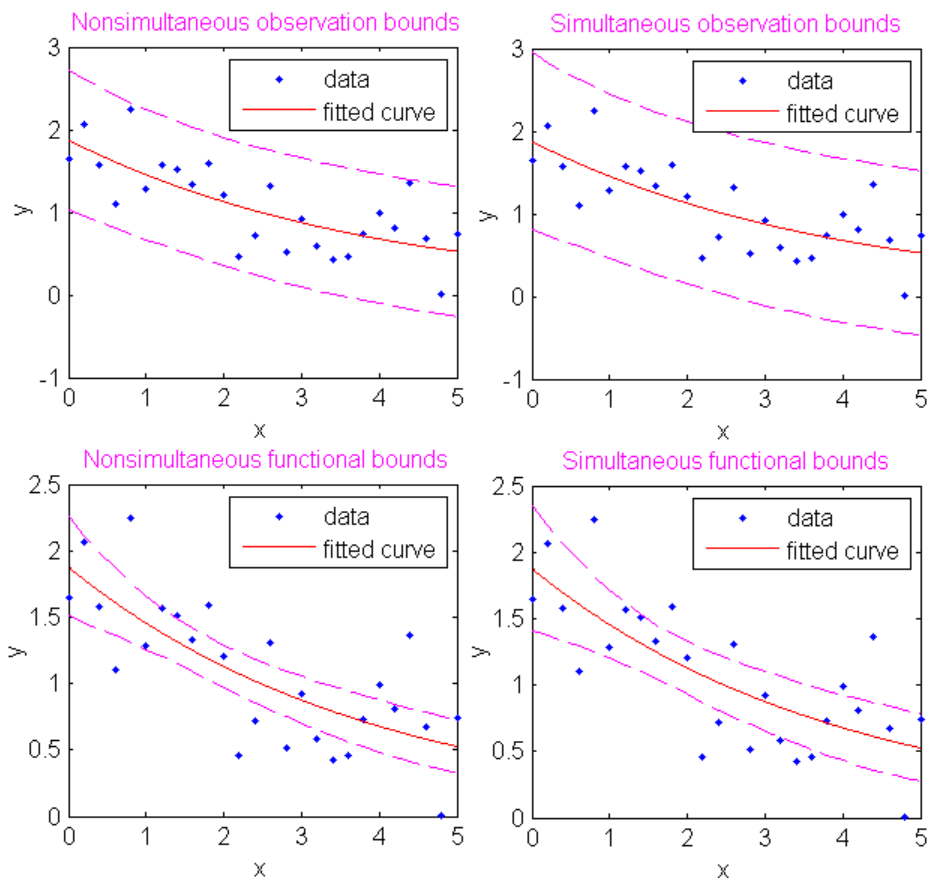 Nonsimultaneous observation bounds
3
2
1
0
-1
y
data
fitted curve
0 1 2 3 4 5
x
Simultaneous observation bounds
3
2
1
0
-1
y
data
fitted curve
0 1 2 3 4 5
x
Nonsimultaneous functional bounds
2.5
2
1.5
1
0.5
0
y
data
fitted curve
0 1 2 3 4 5
x
Simultaneous functional bounds
2.5
2
1.5
1
0.5
0
y
data
fitted curve
0 1 2 3 4 5
x